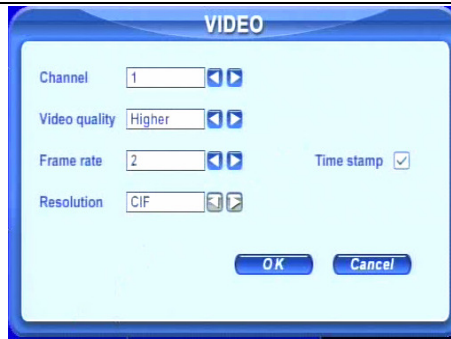 VIDEO
Channel 1
Video quality Higher
Frame rate 2 Time stamp
Resolution CIF
OK Cancel